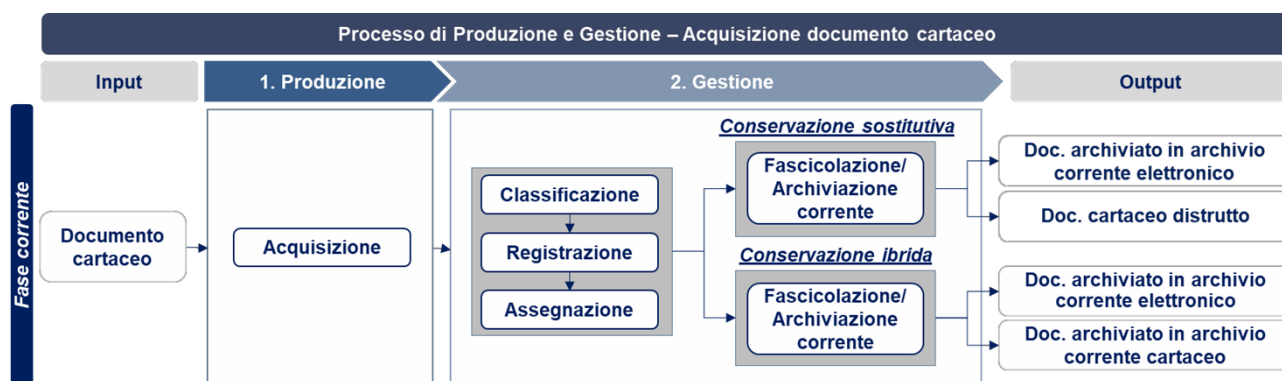 Processo di Produzione e Gestione – Acquisizione documento cartaceo
Input
1. Produzione
2. Gestione
Output
Fase corrente
Documento
cartaceo
Acquisizione
Classificazione
Registrazione
Assegnazione
Conservazione sostitutiva
Fascicolazione/
Archiviazione
corrente
Conservazione ibrida
Fascicolazione/
Archiviazione
corrente
Doc. archiviato in archivio
corrente elettronico
Doc. cartaceo distrutto
Doc. archiviato in archivio
corrente elettronico
Doc. archiviato in archivio
corrente cartaceo